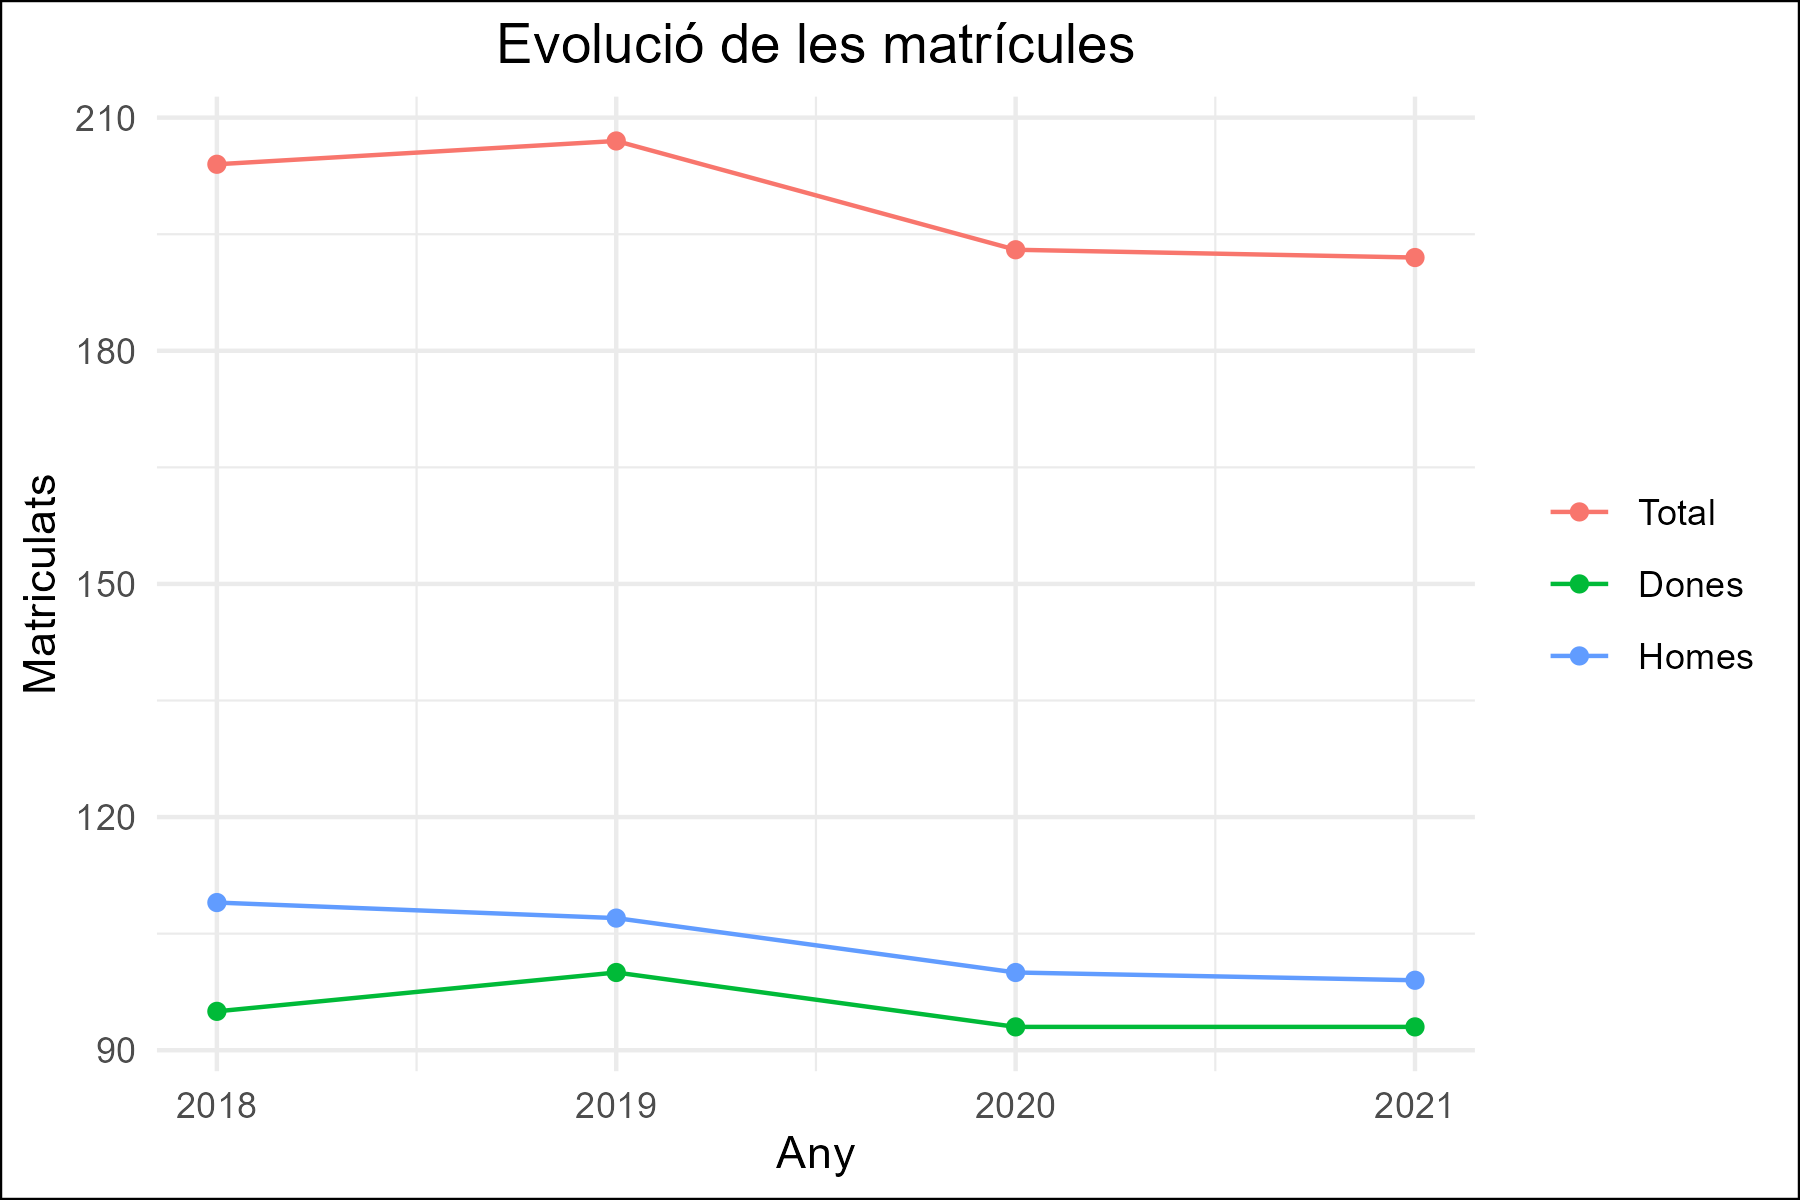 Evolució de les matrícules
210
180
150
120
90
Matriculats
2018 2019 2020 2021
Any
Total
Dones
Homes